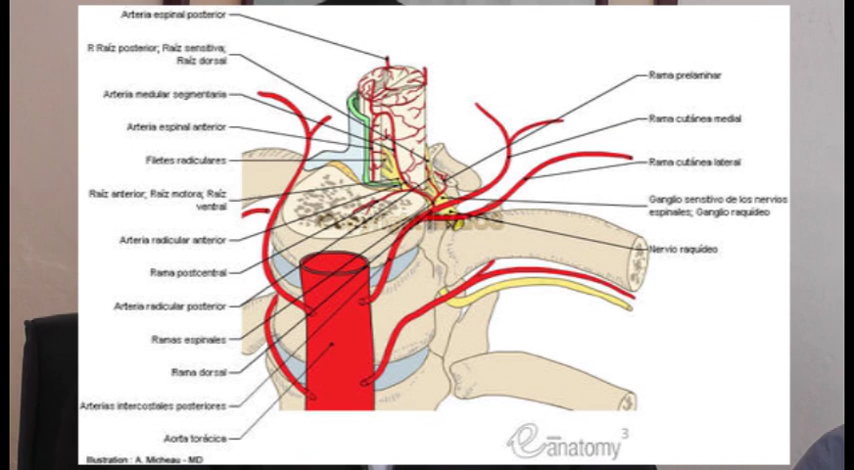 Arteria espinal posterior
R Raíz posterior; Raíz sensitiva;
Raíz dorsal
Arteria medular segmentaria
Arteria espinal anterior
Filetes radiculares
Raíz anterior; Raíz motora; Raíz
ventral
Arteria radicular anterior
Rama postcentral
Arteria radicular posterior
Ramas espinales
Rama dorsal
Arterias intercostales posteriores
Aorta torácica
Rama prelaminar
Rama cutánea medial
Rama cutánea lateral
Ganglio sensitivo de los nervios
espinales; Ganglio raquídeo
Nervio raquídeo
e-anatomy3
Illustration : A. Micheau - MD